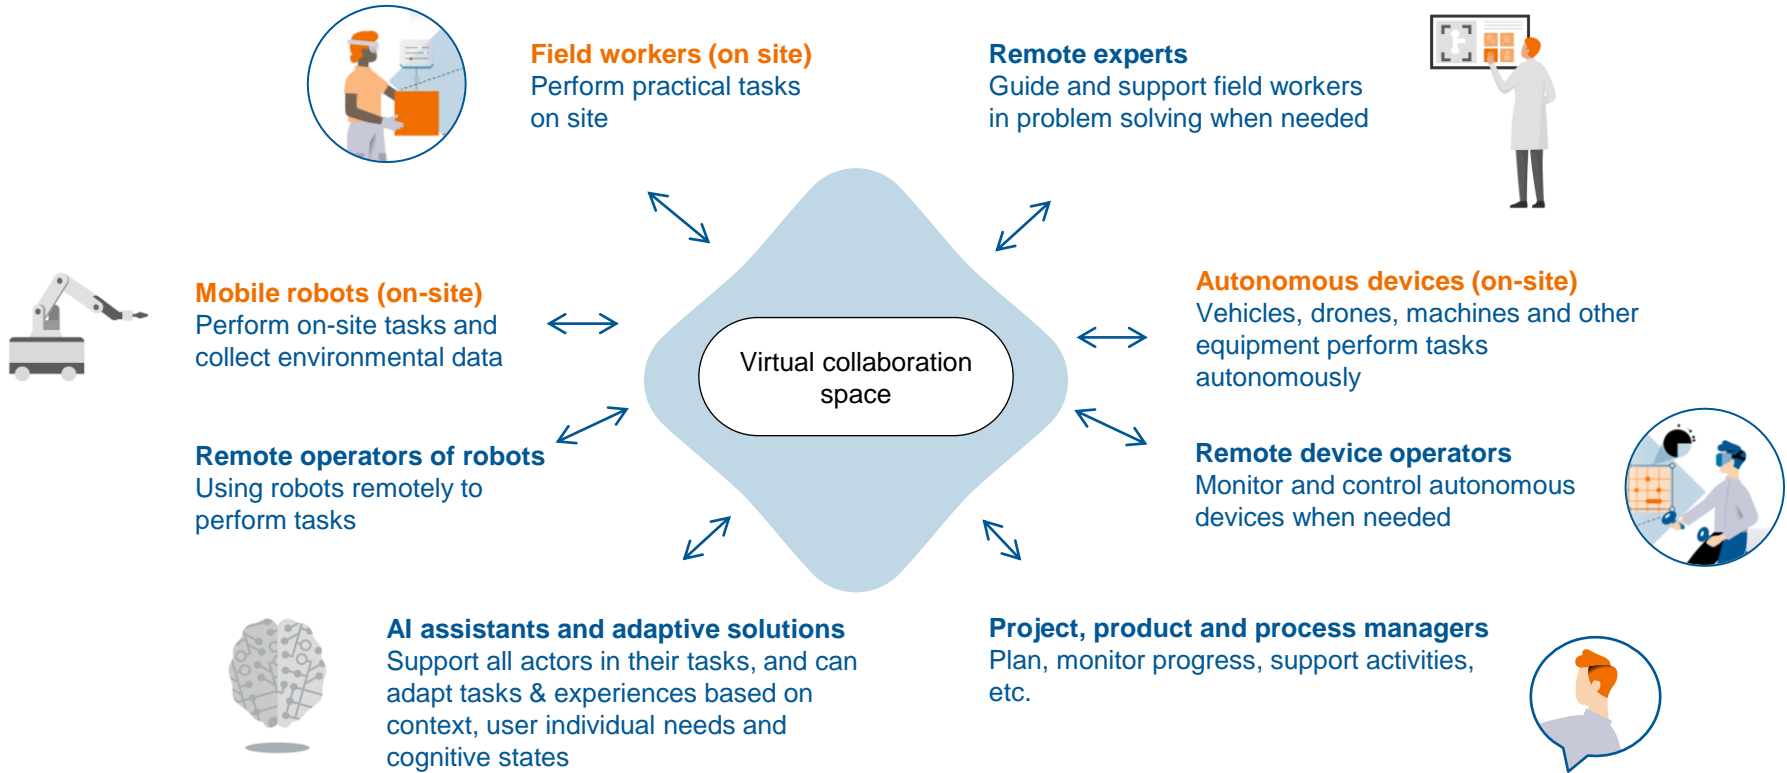 Field workers (on site)
Perform practical tasks
on site
Remote experts
Guide and support field workers
in problem solving when needed
Mobile robots (on-site)
Perform on-site tasks and
collect environmental data
Virtual collaboration
space
Autonomous devices (on-site)
Vehicles, drones, machines and other
equipment perform tasks
autonomously
Remote operators of robots
Using robots remotely to
perform tasks
Remote device operators
Monitor and control autonomous
devices when needed
AI assistants and adaptive solutions
Support all actors in their tasks, and can
adapt tasks & experiences based on
context, user individual needs and
cognitive states
Project, product and process managers
Plan, monitor progress, support activities,
etc.